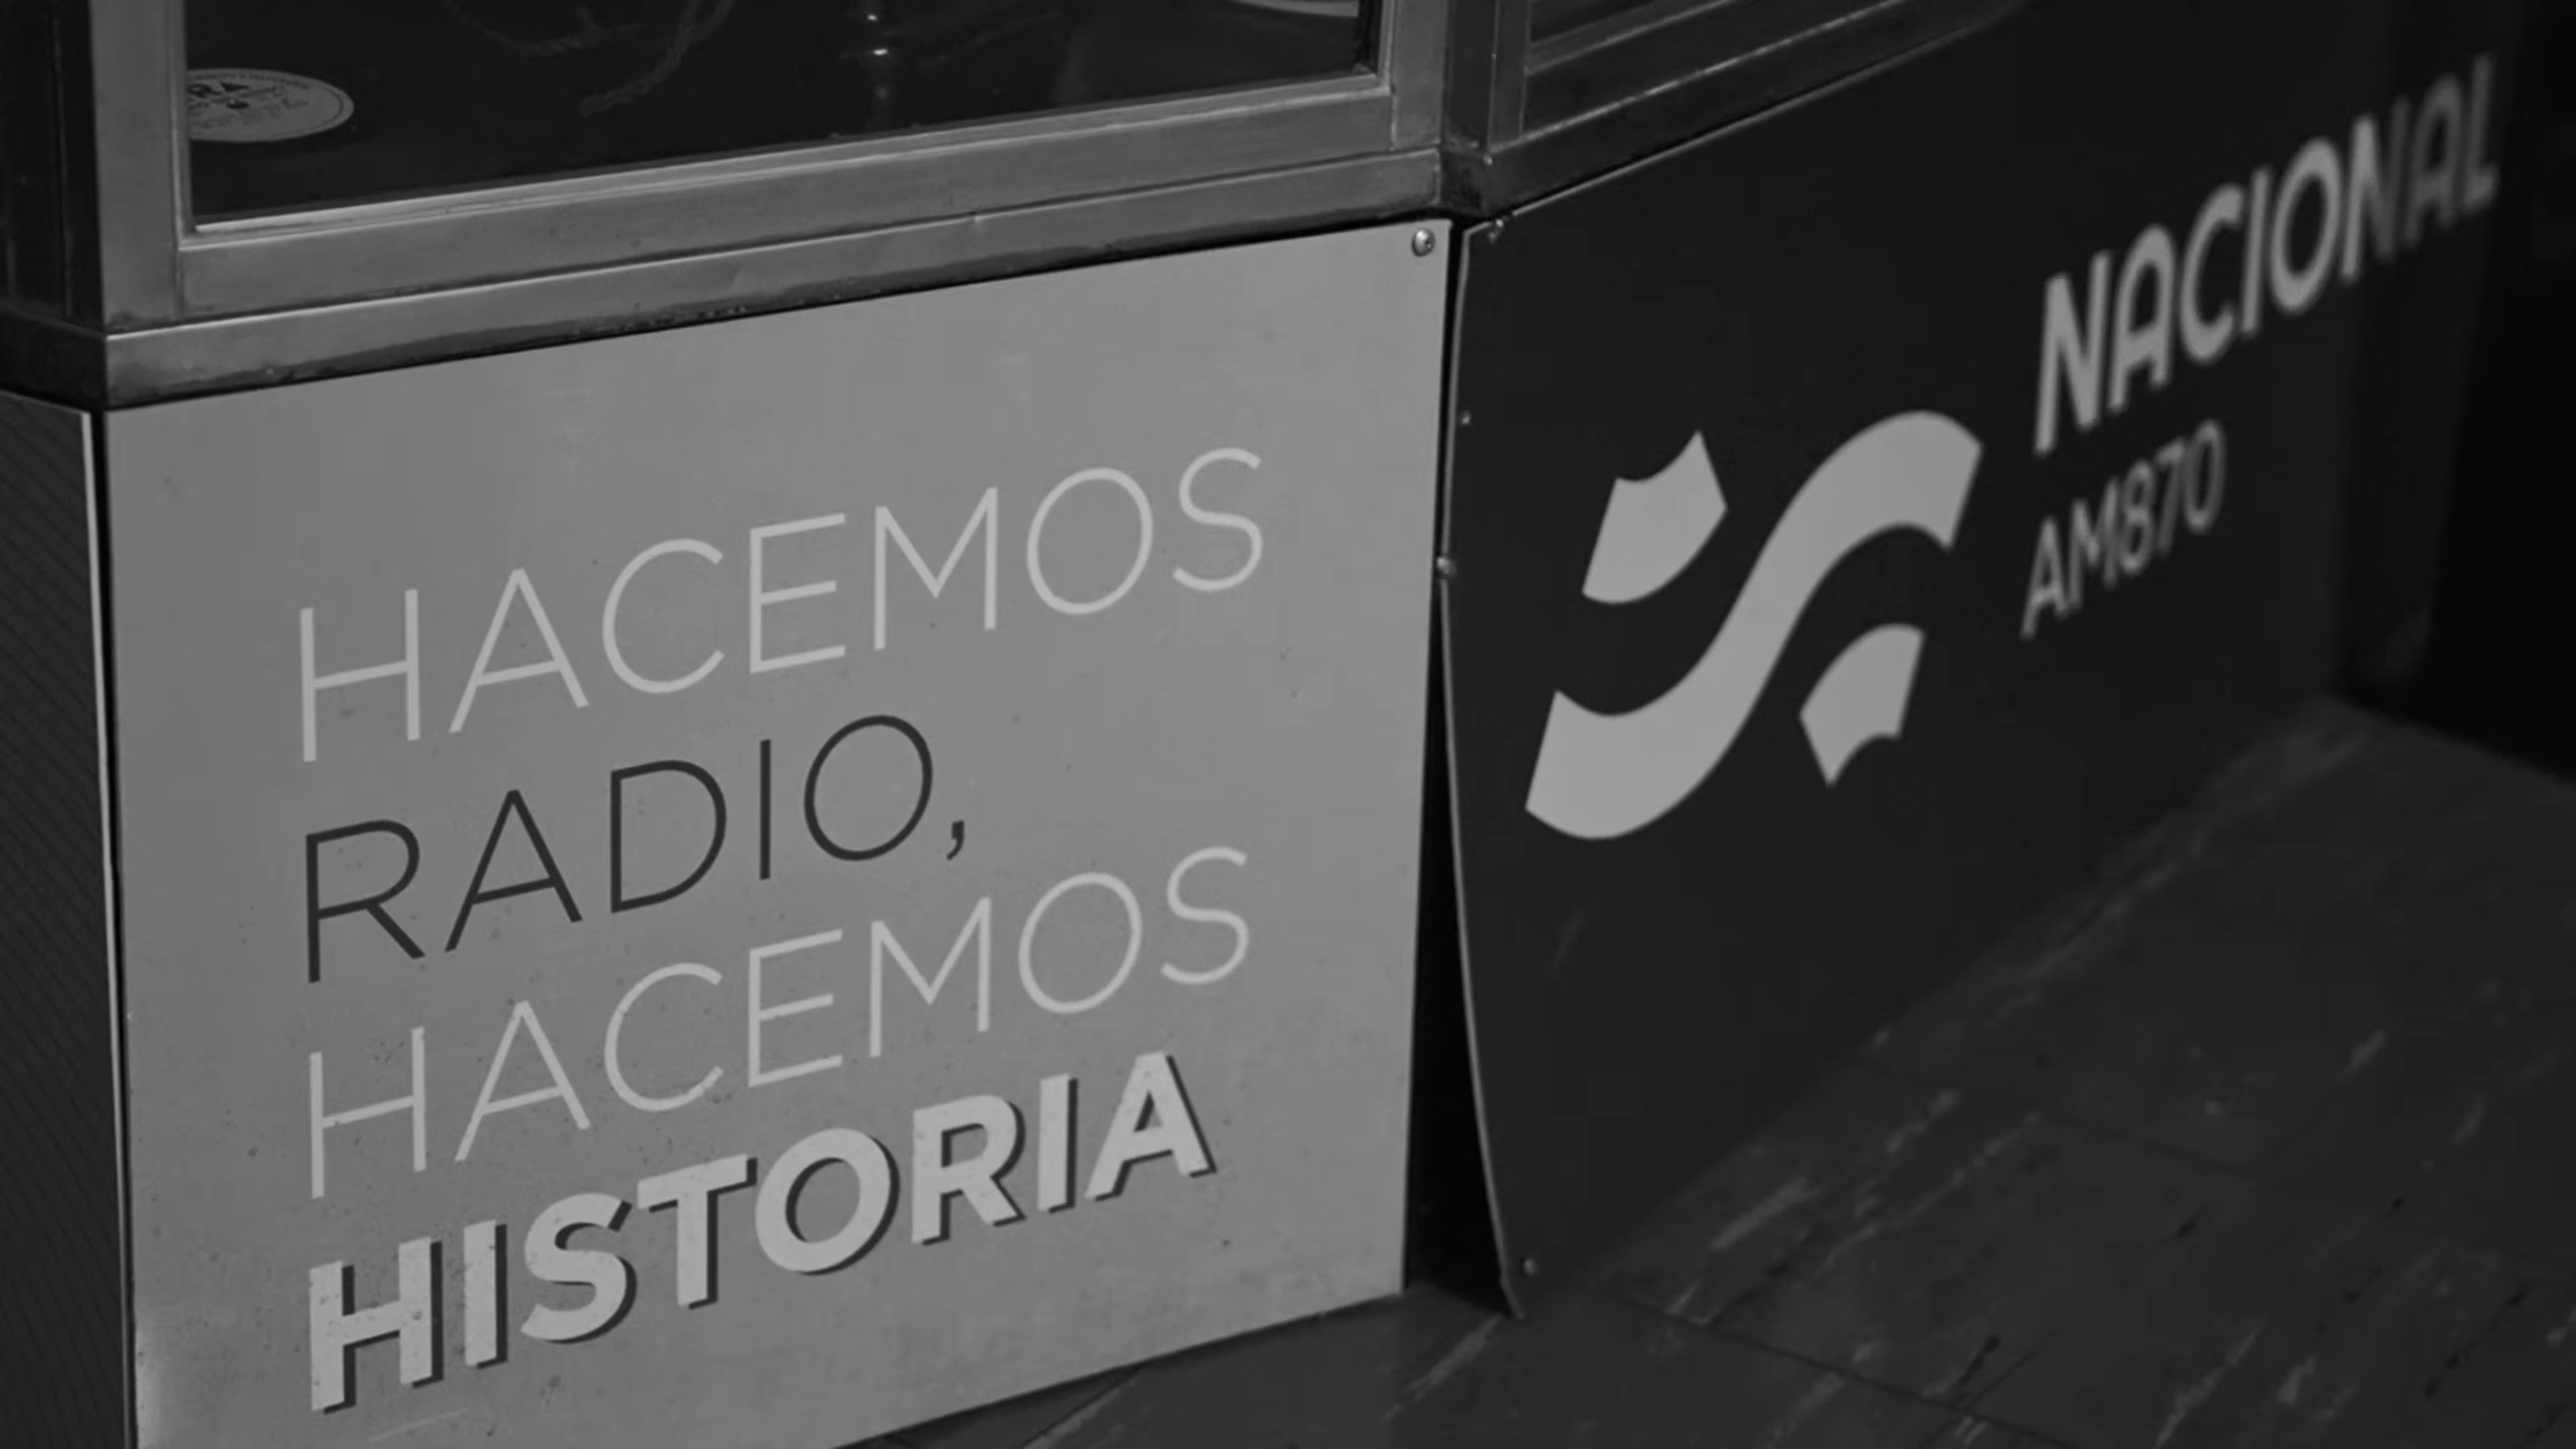 HACEMOS
RADIO,
HACEMOS
HISTORIA
NACIONAL
AM870